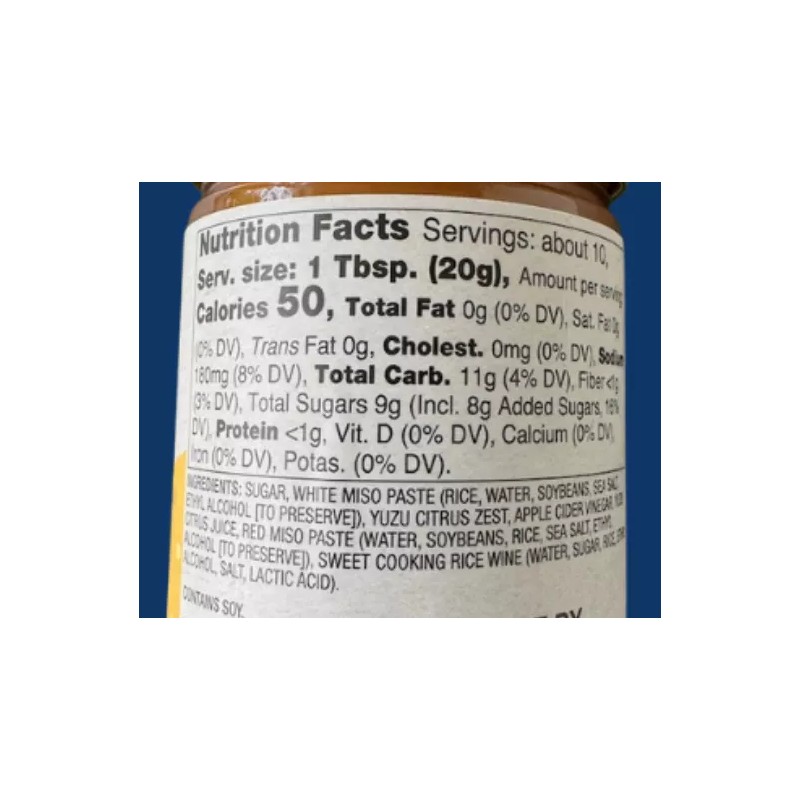 Nutrition Facts Servings: about 10,
Serv. size: 1 Tbsp. (20g), Amount per serving
Calories 50, Total Fat 0g (0% DV), Sat. Fat 0g
(0% DV), Trans Fat 0g, Cholest. 0mg (0% DV), Sodium
180mg (8% DV), Total Carb. 11g (4% DV), Fiber <1g
(3% DV), Total Sugars 9g (Incl. 8g Added Sugars, 16%
DV), Protein <1g, Vit. D (0% DV), Calcium (0% DV),
Iron (0% DV), Potas. (0% DV).
INGREDIENTS: SUGAR, WHITE MISO PASTE (RICE, WATER, SOYBEANS, SEA SALT,
ETHYL ALCOHOL [TO PRESERVE]), YUZU CITRUS ZEST, APPLE CIDER VINEGAR, YUZU
CITRUS JUICE, RED MISO PASTE (WATER, SOYBEANS, RICE, SEA SALT, ETHYL
ALCOHOL [TO PRESERVE]), SWEET COOKING RICE WINE (WATER, SUGAR, RICE, ETHYL
ALCOHOL, SALT, LACTIC ACID).
CONTAINS SOY.
BY